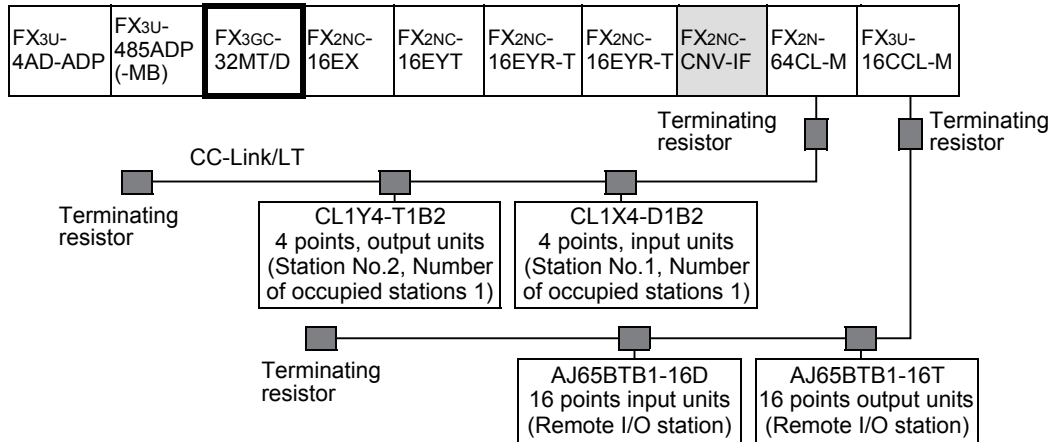 FX3U-
4AD-ADP
FX3U-
485ADP
(-MB)
FX3GC-
32MT/D
FX2NC-
16EX
FX2NC-
16EYT
FX2NC-
16EYR-T
FX2NC-
16EYR-T
FX2NC-
CNV-IF
FX2N-
64CL-M
FX3U-
16CCL-M
Terminating
resistor
Terminating
resistor
CC-Link/LT
Terminating
resistor
CL1Y4-T1B2
4 points, output units
(Station No.2, Number
of occupied stations 1)
CL1X4-D1B2
4 points, input units
(Station No.1, Number
of occupied stations 1)
Terminating
resistor
AJ65BTB1-16D
16 points input units
(Remote I/O station)
AJ65BTB1-16T
16 points output units
(Remote I/O station)